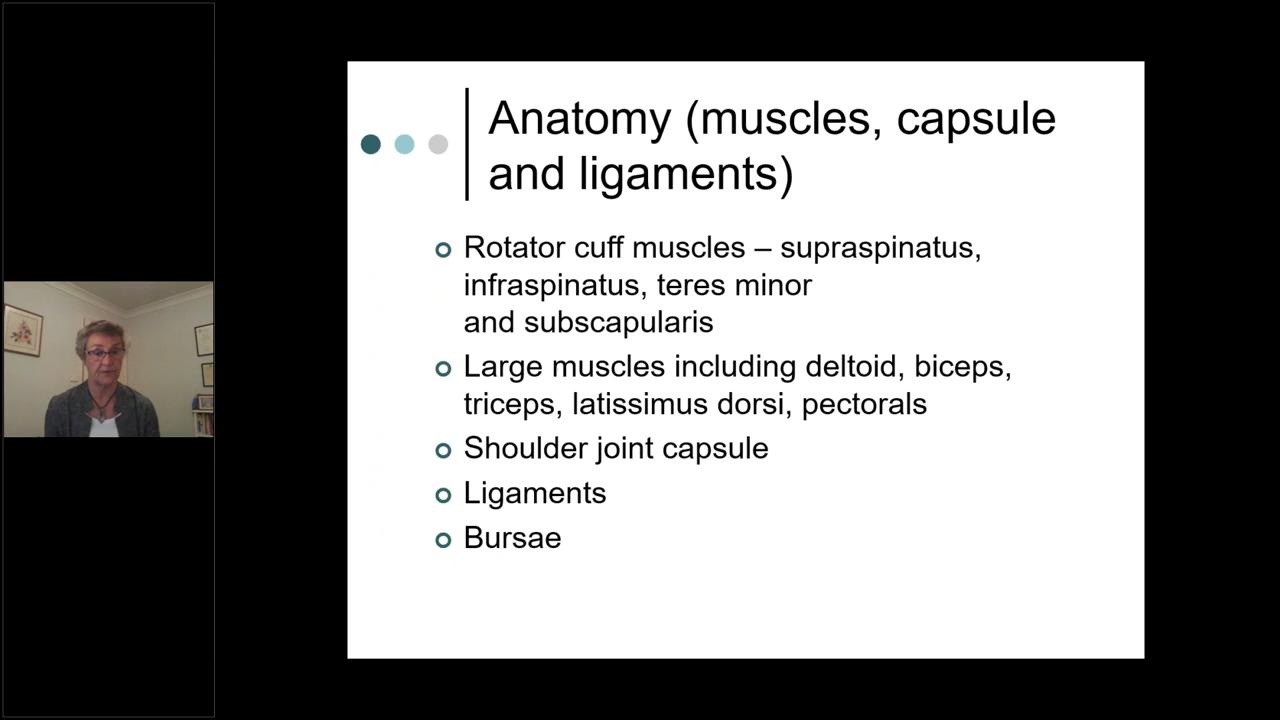 Anatomy (muscles, capsule
and ligaments)
Rotator cuff muscles – supraspinatus,
infraspinatus, teres minor
and subscapularis
Large muscles including deltoid, biceps,
triceps, latissimus dorsi, pectorals
Shoulder joint capsule
Ligaments
Bursae